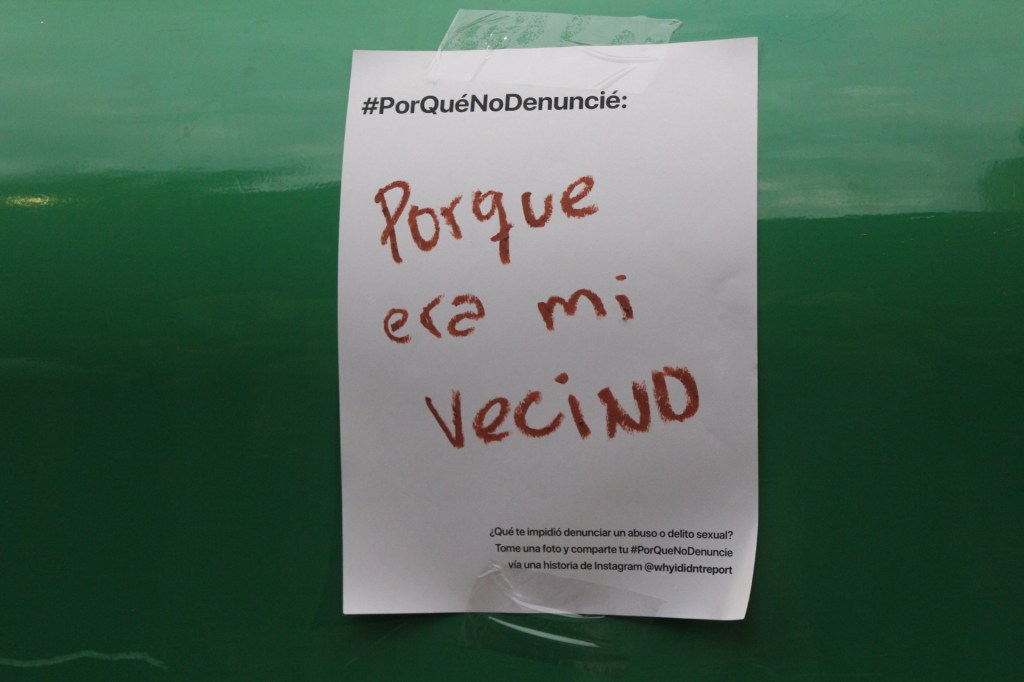 #PorQuéNoDenuncié:
Porque
era mi
vecino
¿Qué te impidió denunciar un abuso o delito sexual?
Tome una foto y comparte tu #PorQueNoDenuncie
vía una historia de Instagram @whyididntreport